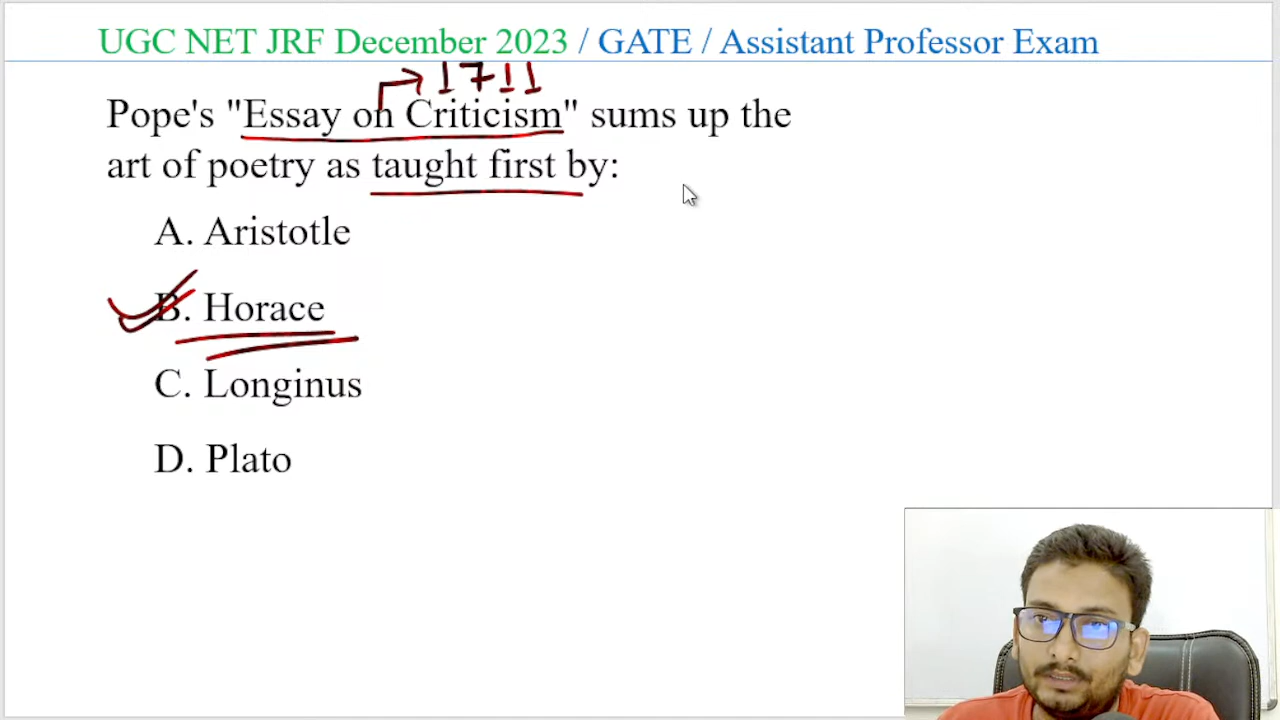 UGC NET JRF December 2023 / GATE / Assistant Professor Exam
1711
Pope's "Essay on Criticism" sums up the
art of poetry as taught first by:
A. Aristotle
B. Horace
C. Longinus
D. Plato